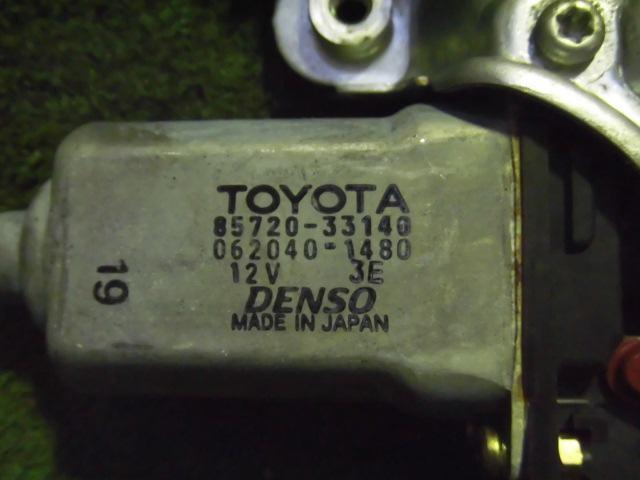 TOYOTA
85720-33140
062040-1480
12V 3E
DENSO
MADE IN JAPAN
19